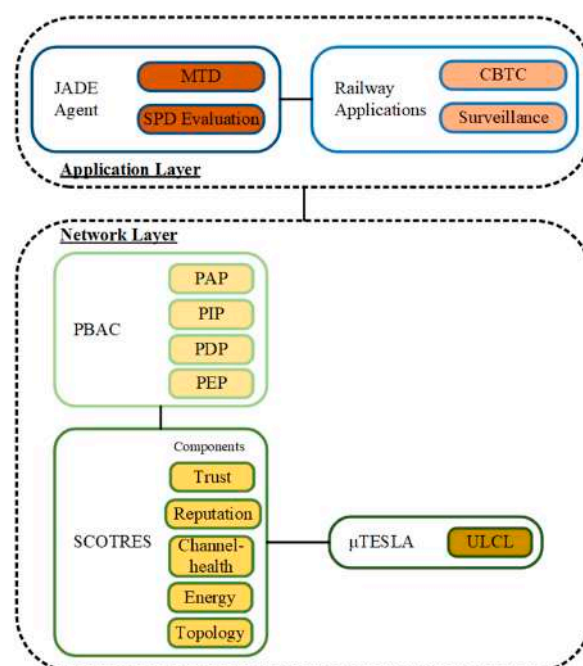 JADE
Agent
MTD
SPD Evaluation
Railway
Applications
CBTC
Surveillance
Application Layer
Network Layer
PBAC
PAP
PIP
PDP
PEP
SCOTRES
Components
Trust
Reputation
Channel-
health
Energy
Topology
μTESLA
ULCL